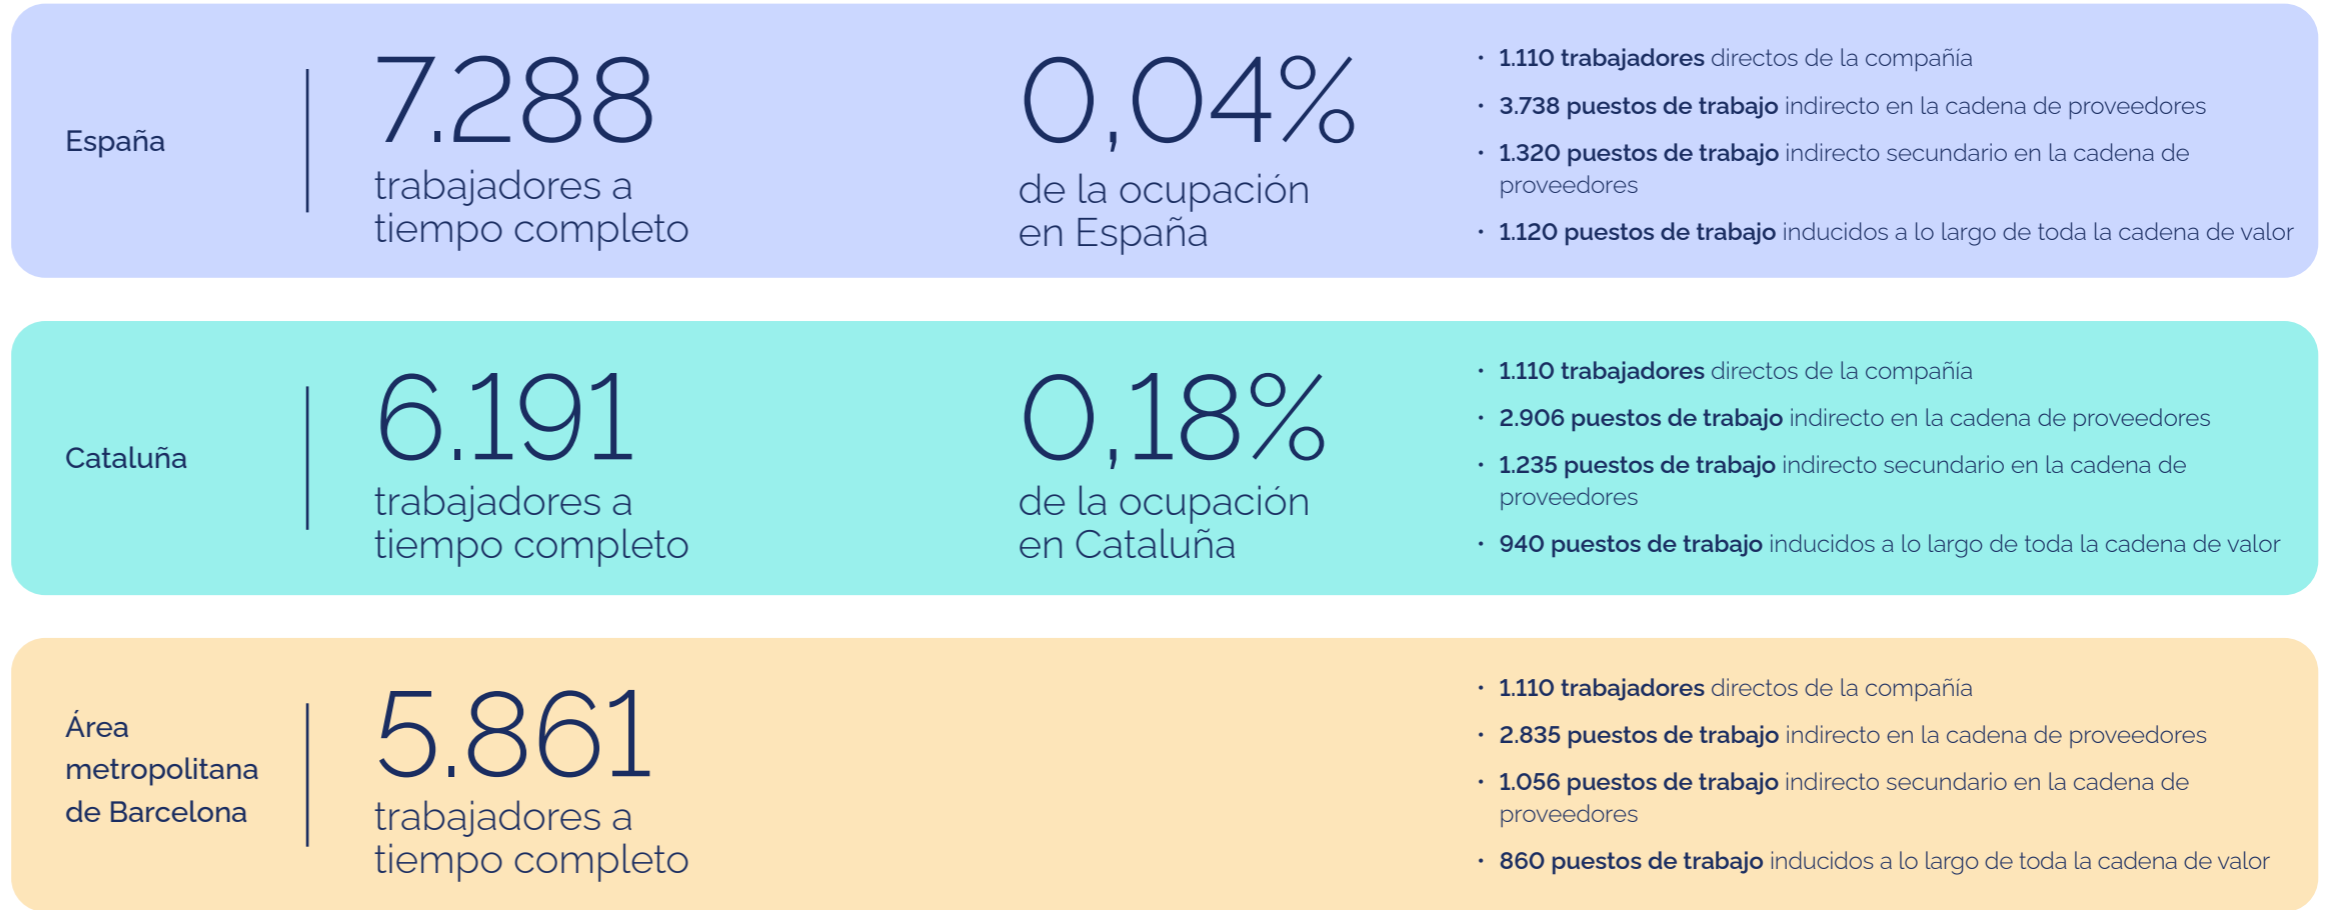 España
7.288
trabajadores a
tiempo completo
0,04%
de la ocupación
en España
• 1.110 trabajadores directos de la compañía
• 3.738 puestos de trabajo indirecto en la cadena de proveedores
• 1.320 puestos de trabajo indirecto secundario en la cadena de
proveedores
• 1.120 puestos de trabajo inducidos a lo largo de toda la cadena de valor
Cataluña
6.191
trabajadores a
tiempo completo
0,18%
de la ocupación
en Cataluña
• 1.110 trabajadores directos de la compañía
• 2.906 puestos de trabajo indirecto en la cadena de proveedores
• 1.235 puestos de trabajo indirecto secundario en la cadena de
proveedores
• 940 puestos de trabajo inducidos a lo largo de toda la cadena de valor
Área
metropolitana
de Barcelona
5.861
trabajadores a
tiempo completo
• 1.110 trabajadores directos de la compañía
• 2.835 puestos de trabajo indirecto en la cadena de proveedores
• 1.056 puestos de trabajo indirecto secundario en la cadena de
proveedores
• 860 puestos de trabajo inducidos a lo largo de toda la cadena de valor